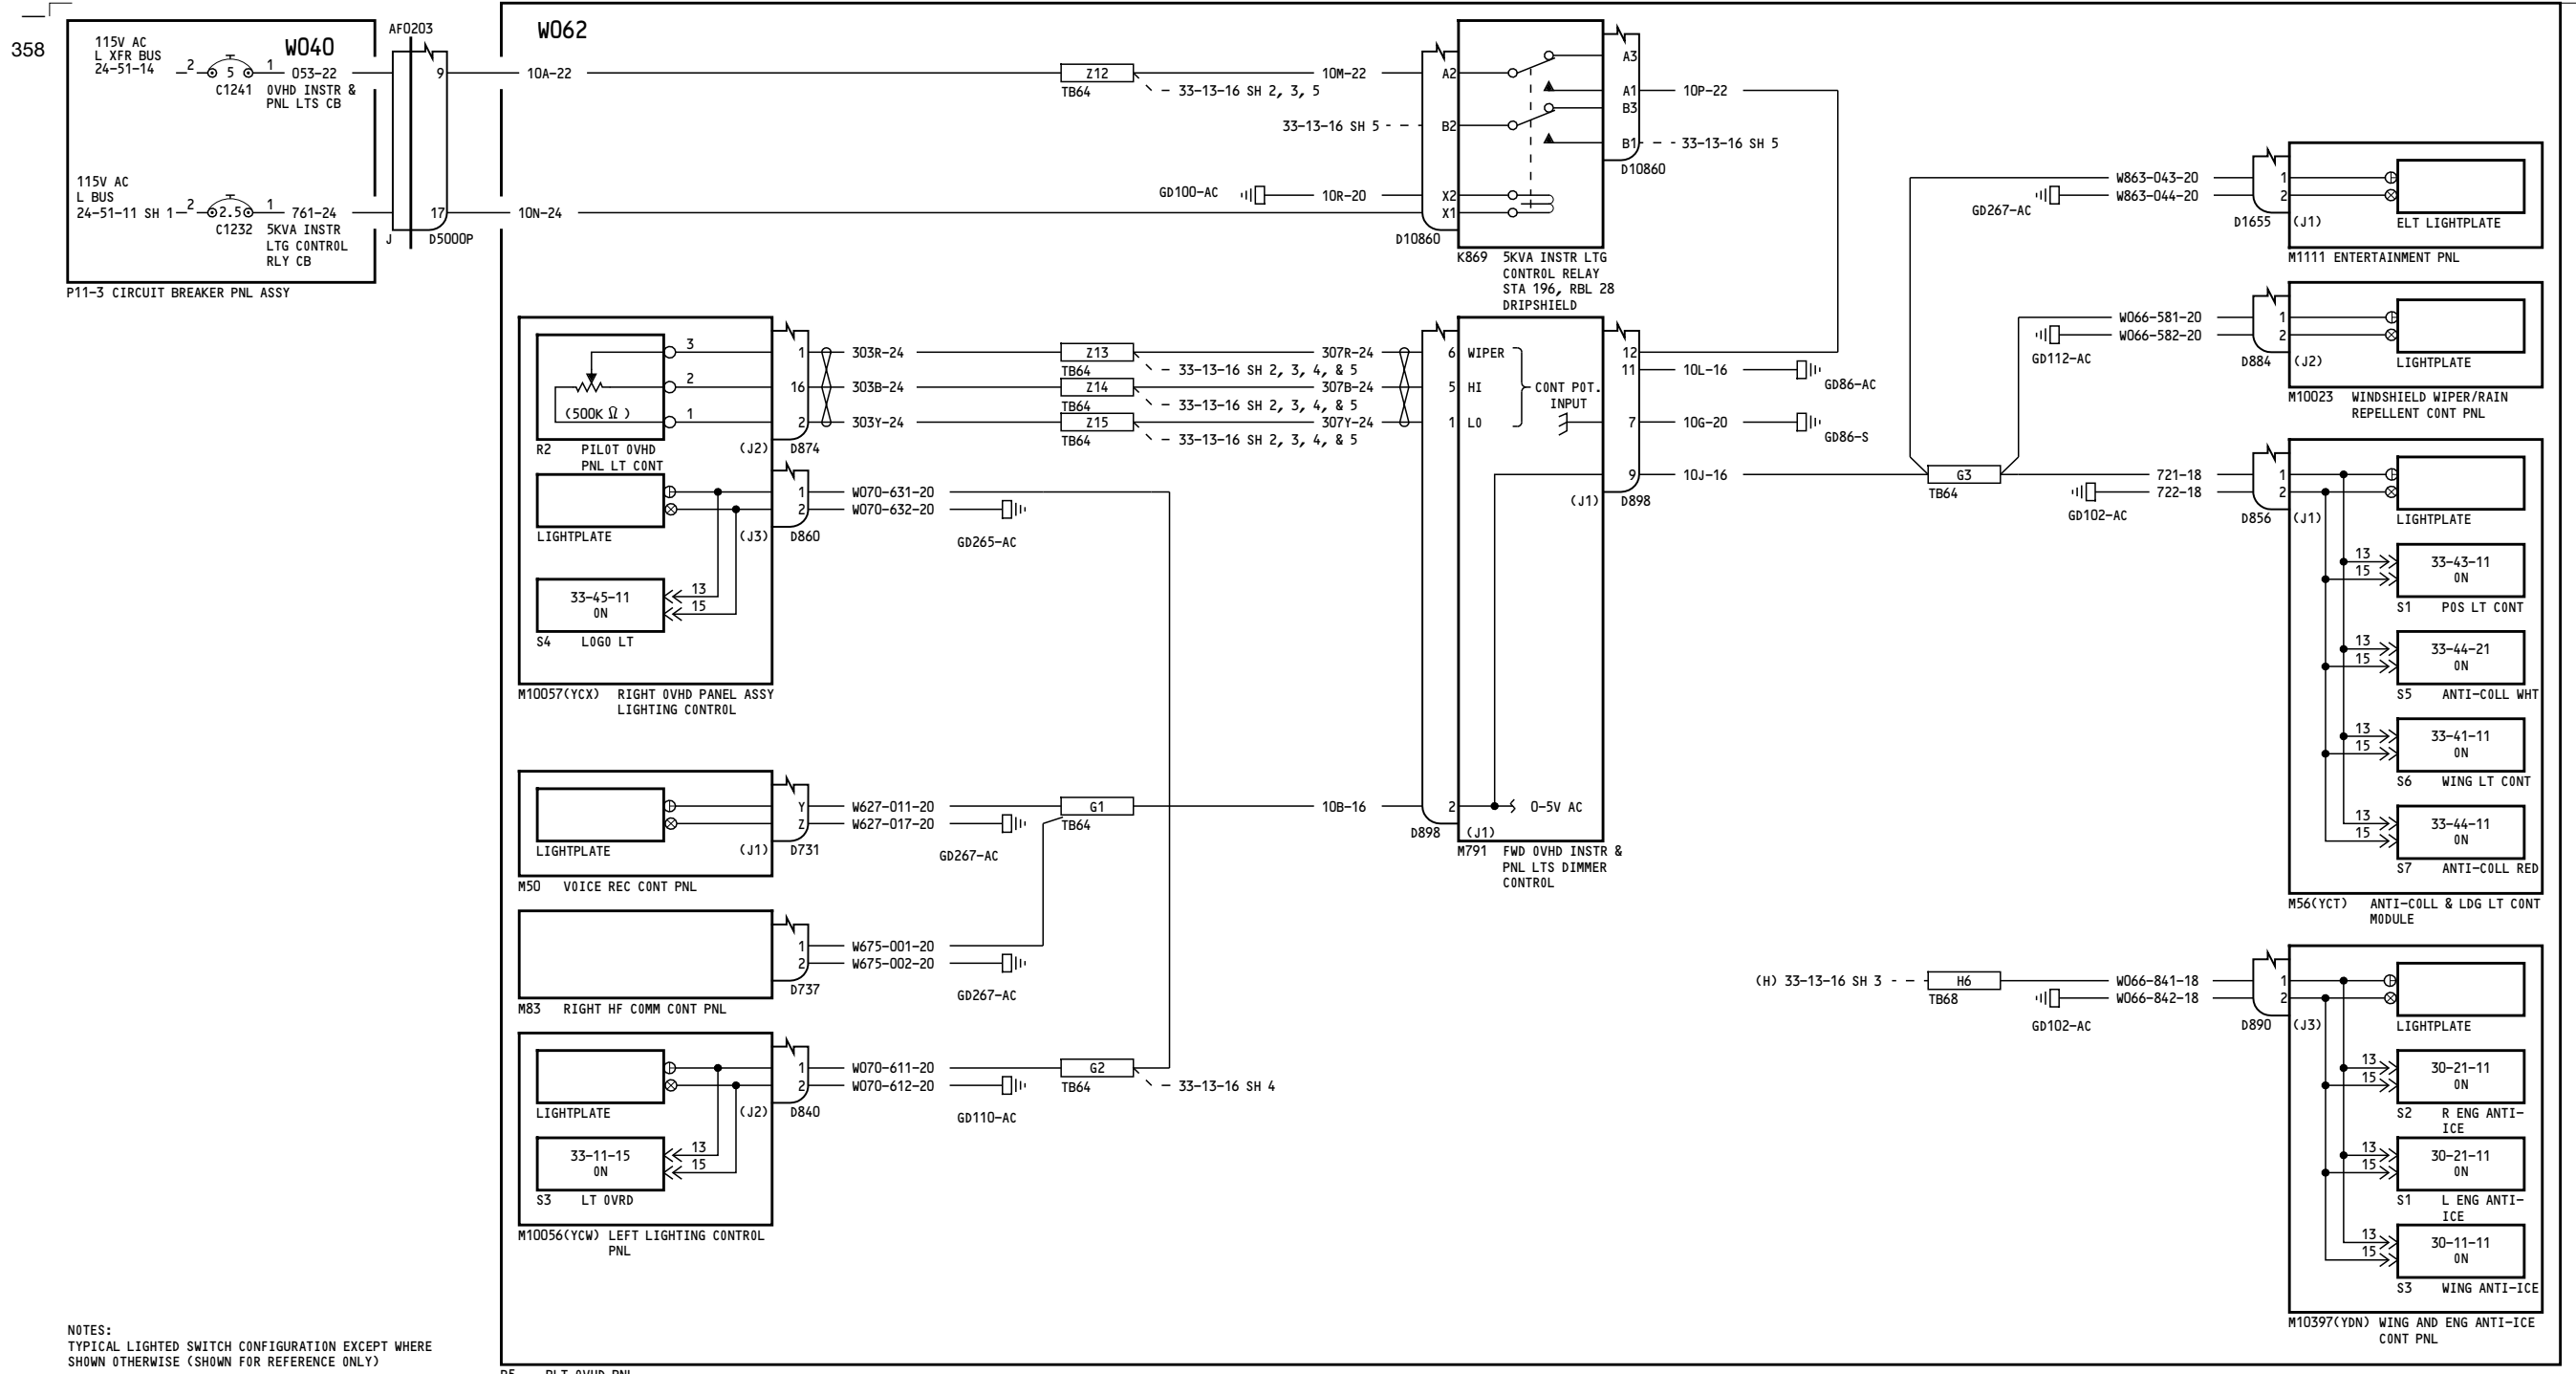 358
115V AC
L XFR BUS
24-51-14
2
5
1
C1241
W040
053-22
OVHD INSTR &
PNL LTS CB
115V AC
L BUS
24-51-11 SH 1
2
2.5
1
C1232
761-24
5KVA INSTR
LTG CONTROL
RLY CB
P11-3 CIRCUIT BREAKER PNL ASSY
AF0203
9
17
J
D5000P
W062
10A-22
10N-24
Z12
TB64
33-13-16 SH 2, 3, 5
10M-22
A2
33-13-16 SH 5
B2
GD100-AC
10R-20
X2
X1
D10860
A3
A1
B3
B1
D10860
10P-22
33-13-16 SH 5
K869 5KVA INSTR LTG
CONTROL RELAY
STA 196, RBL 28
DRIPSHIELD
3
2
1
(500K Ω )
R2 PILOT OVHD
PNL LT CONT
1
16
2
(J2) D874
303R-24
303B-24
303Y-24
Z13
TB64
33-13-16 SH 2, 3, 4, & 5
Z14
TB64
33-13-16 SH 2, 3, 4, & 5
Z15
TB64
33-13-16 SH 2, 3, 4, & 5
307R-24
307B-24
307Y-24
6 WIPER
5 HI
1 LO
CONT POT.
INPUT
12
11
7
9
(J1) D898
10L-16
GD86-AC
10G-20
GD86-S
10J-16
LIGHTPLATE
1
2
(J3) D860
W070-631-20
W070-632-20
GD265-AC
33-45-11
ON
13
15
S4 LOGO LT
M10057(YCX) RIGHT OVHD PANEL ASSY
LIGHTING CONTROL
LIGHTPLATE
Y
Z
(J1) D731
W627-011-20
W627-017-20
GD267-AC
G1
TB64
10B-16
2
0-5V AC
D898 (J1)
M791 FWD OVHD INSTR &
PNL LTS DIMMER
CONTROL
M50 VOICE REC CONT PNL
1
2
D737
W675-001-20
W675-002-20
GD267-AC
M83 RIGHT HF COMM CONT PNL
LIGHTPLATE
1
2
(J2) D840
W070-611-20
W070-612-20
GD110-AC
G2
TB64
33-13-16 SH 4
33-11-15
ON
13
15
S3 LT OVRD
M10056(YCW) LEFT LIGHTING CONTROL
PNL
W863-043-20
W863-044-20
GD267-AC
1
2
D1655 (J1)
ELT LIGHTPLATE
M1111 ENTERTAINMENT PNL
W066-581-20
W066-582-20
GD112-AC
1
2
D884 (J2)
LIGHTPLATE
M10023 WINDSHIELD WIPER/RAIN
REPELLENT CONT PNL
G3
TB64
721-18
722-18
GD102-AC
1
2
D856 (J1)
LIGHTPLATE
13
15
33-43-11
ON
S1 POS LT CONT
13
15
33-44-21
ON
S5 ANTI-COLL WHT
13
15
33-41-11
ON
S6 WING LT CONT
13
15
33-44-11
ON
S7 ANTI-COLL RED
M56(YCT) ANTI-COLL & LDG LT CONT
MODULE
(H) 33-13-16 SH 3
H6
TB68
W066-841-18
W066-842-18
GD102-AC
1
2
D890 (J3)
LIGHTPLATE
13
15
30-21-11
ON
S2 R ENG ANTI-
ICE
13
15
30-21-11
ON
S1 L ENG ANTI-
ICE
13
15
30-11-11
ON
S3 WING ANTI-ICE
M10397(YDN) WING AND ENG ANTI-ICE
CONT PNL
NOTES:
TYPICAL LIGHTED SWITCH CONFIGURATION EXCEPT WHERE
SHOWN OTHERWISE (SHOWN FOR REFERENCE ONLY)